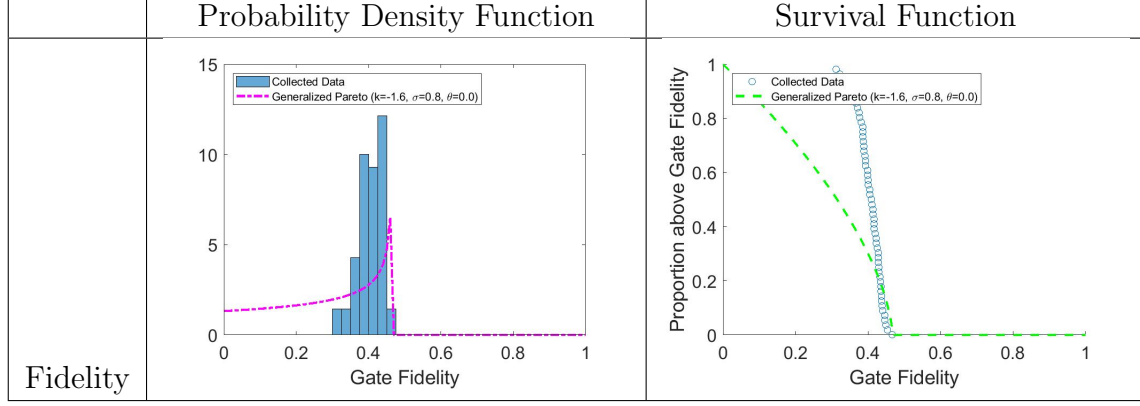 Probability Density Function
Survival Function
Fidelity
15
10
5
0
Collected Data
Generalized Pareto (k=-1.6, σ=0.8, θ=0.0)
0
0.2
0.4
0.6
0.8
1
Gate Fidelity
Proportion above Gate Fidelity
1
0.8
0.6
0.4
0.2
0
Collected Data
Generalized Pareto (k=-1.6, σ=0.8, θ=0.0)
0
0.2
0.4
0.6
0.8
1
Gate Fidelity